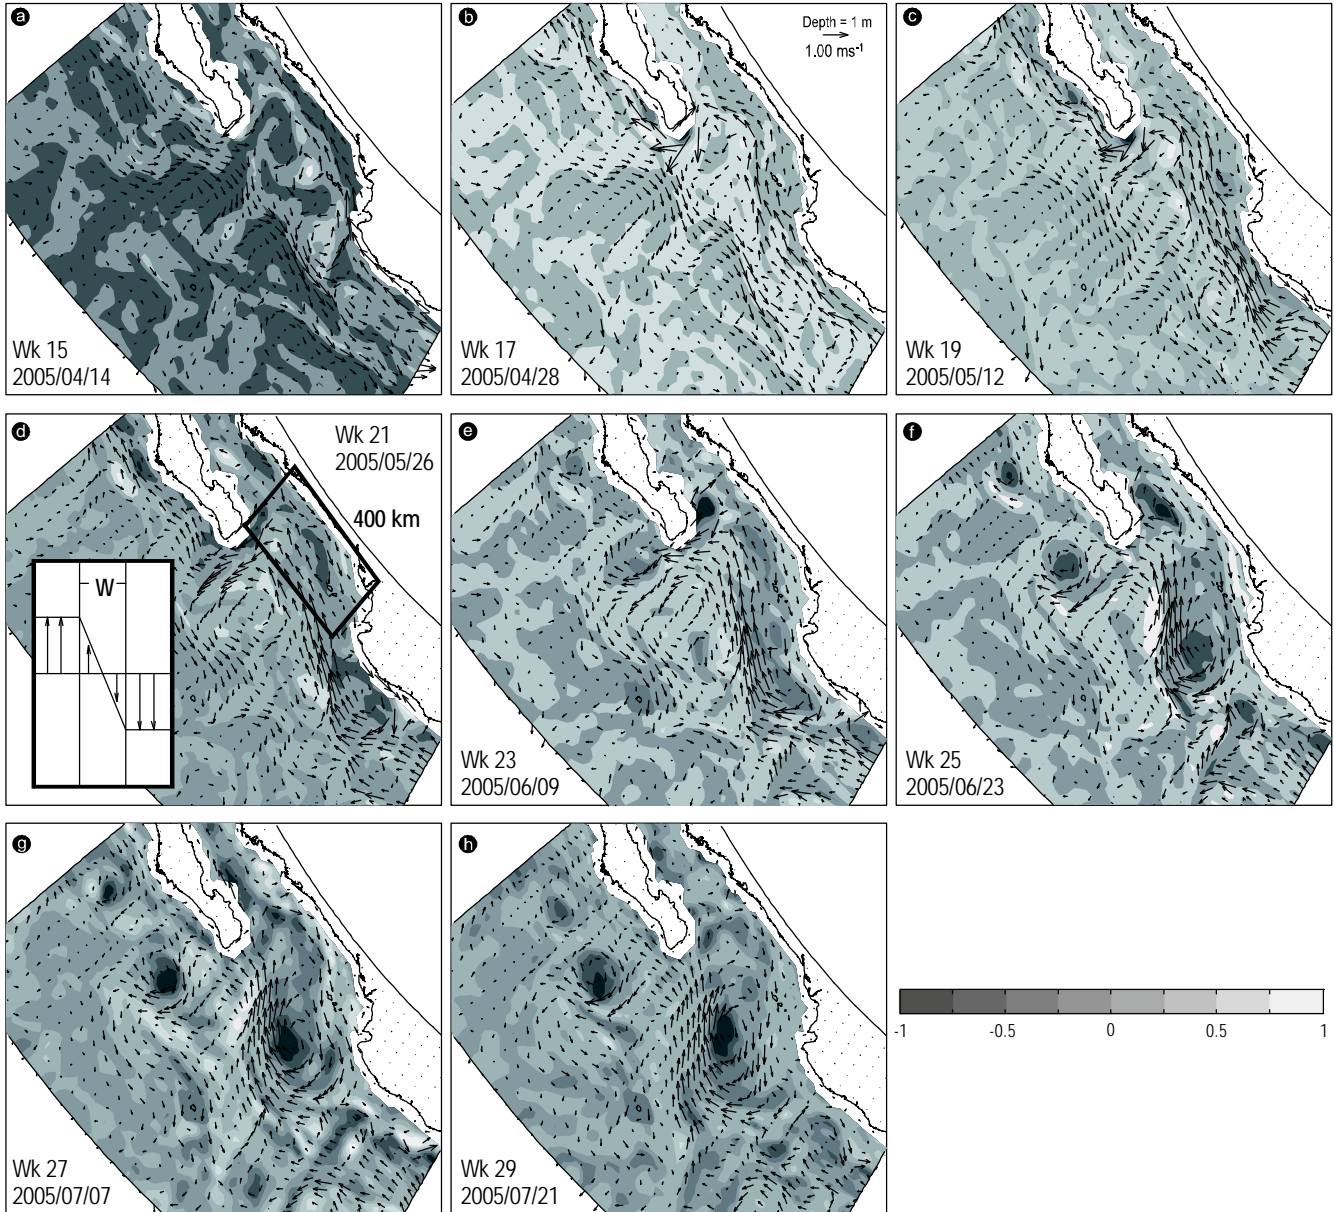 a
Wk 15
2005/04/14
b
Depth = 1 m
1.00 ms⁻¹
Wk 17
2005/04/28
c
Wk 19
2005/05/12
d
Wk 21
2005/05/26
400 km
W
e
Wk 23
2005/06/09
f
Wk 25
2005/06/23
g
Wk 27
2005/07/07
h
Wk 29
2005/07/21
-1 -0.5 0 0.5 1